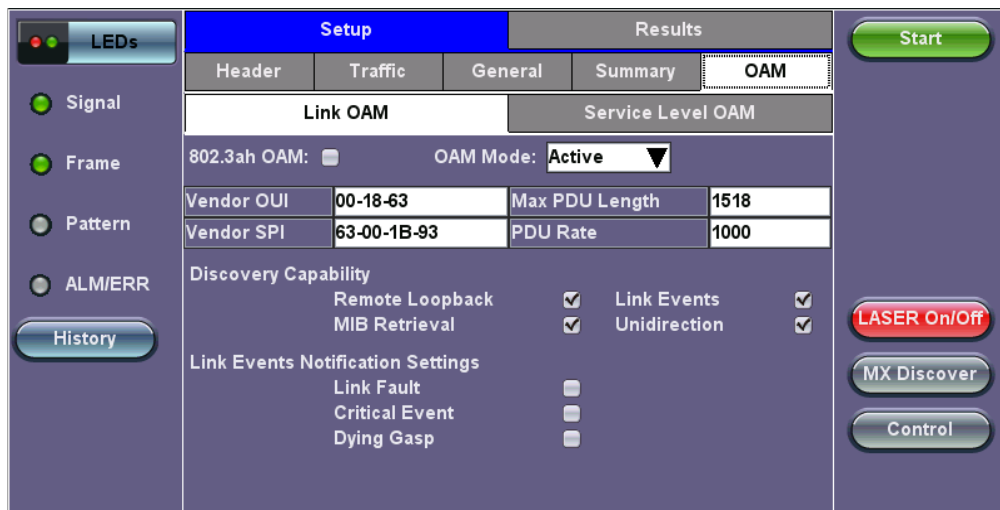 LEDs
Signal
Frame
Pattern
ALM/ERR
History
Setup Results
Header Traffic General Summary OAM
Link OAM Service Level OAM
802.3ah OAM: OAM Mode: Active
Vendor OUI 00-18-63 Max PDU Length 1518
Vendor SPI 63-00-1B-93 PDU Rate 1000
Discovery Capability
Remote Loopback Link Events
MIB Retrieval Unidirection
Link Events Notification Settings
Link Fault
Critical Event
Dying Gasp
Start
LASER On/Off
MX Discover
Control